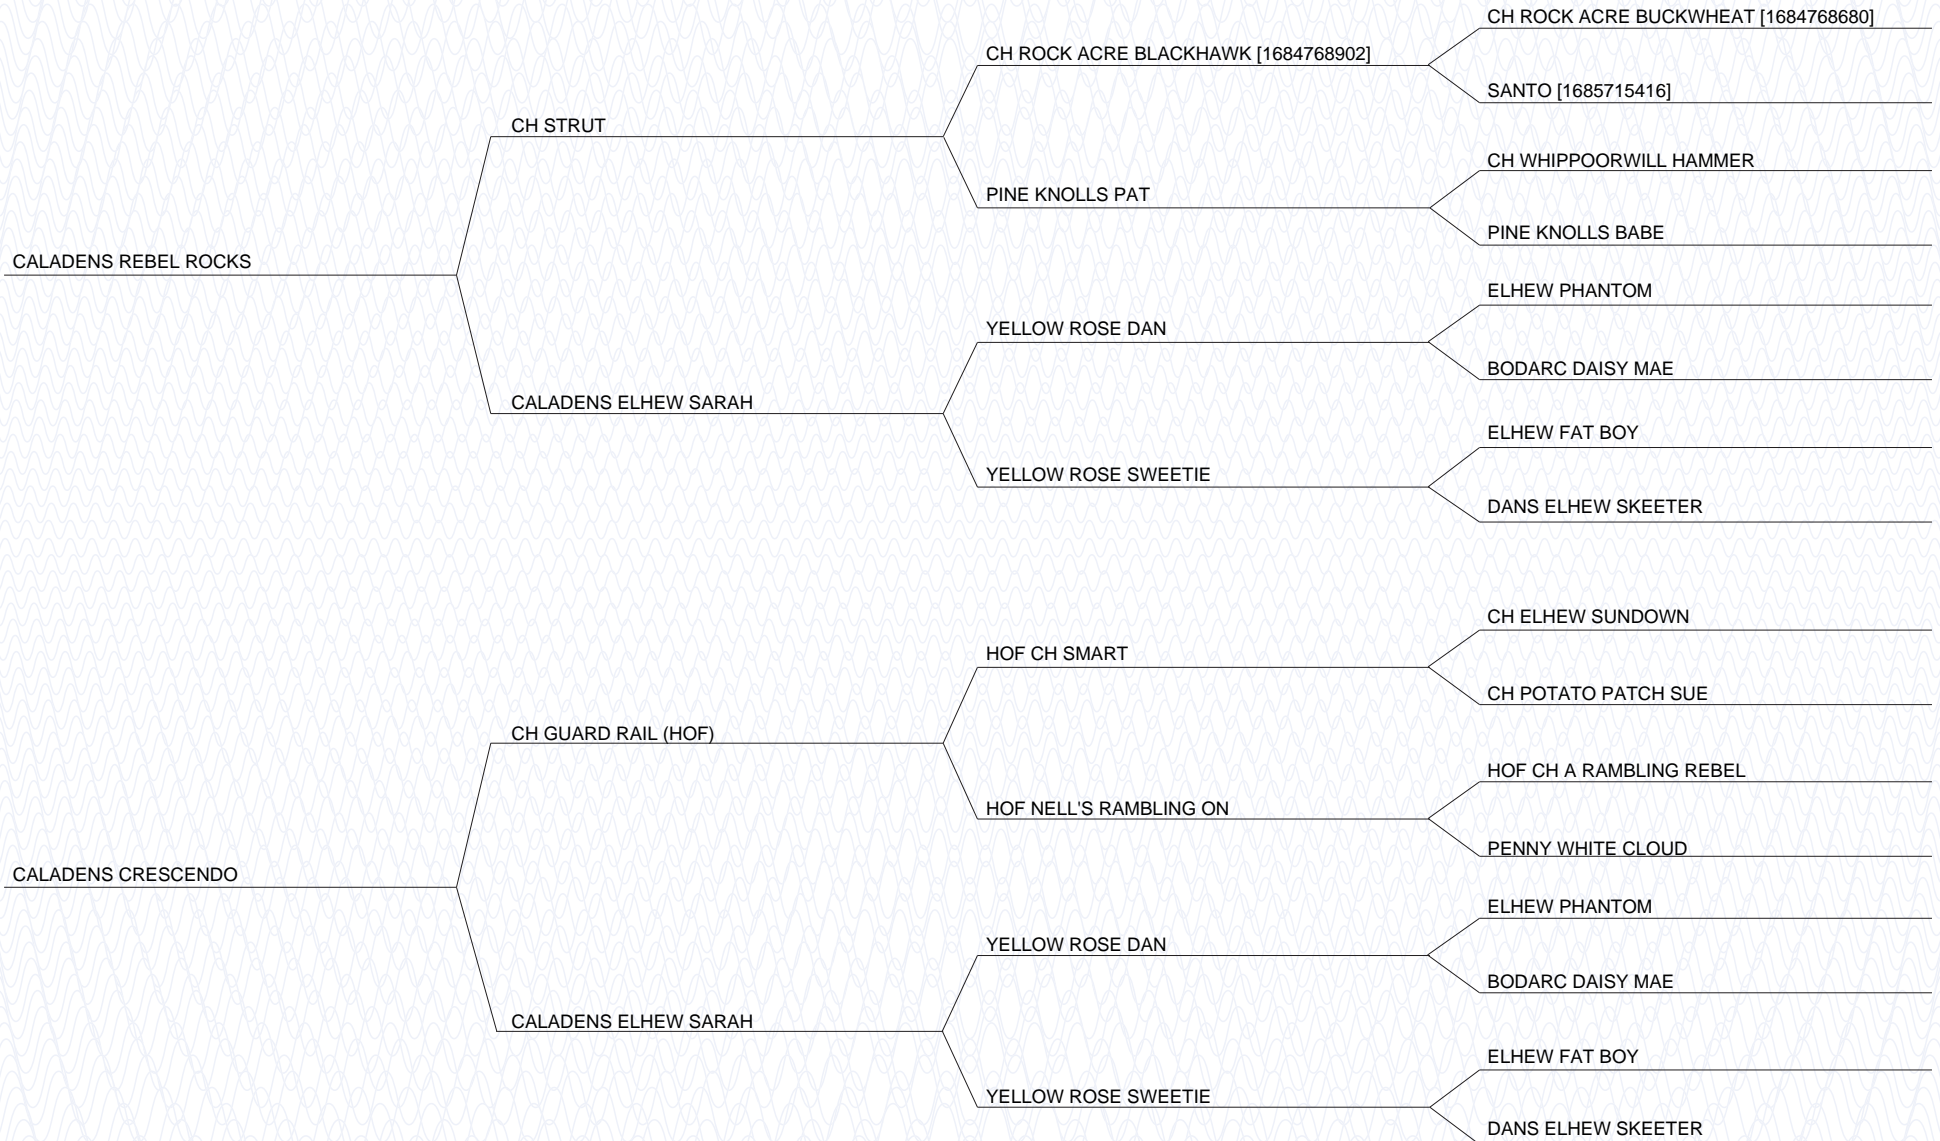 CH ROCK ACRE BUCKWHEAT [1684768680]
CH ROCK ACRE BLACKHAWK [1684768902]
SANTO [1685715416]
CH STRUT
CH WHIPPOORWILL HAMMER
PINE KNOLLS PAT
PINE KNOLLS BABE
CALADENS REBEL ROCKS
ELHEW PHANTOM
YELLOW ROSE DAN
BODARC DAISY MAE
CALADENS ELHEW SARAH
ELHEW FAT BOY
YELLOW ROSE SWEETIE
DANS ELHEW SKEETER
CH ELHEW SUNDOWN
HOF CH SMART
CH POTATO PATCH SUE
CH GUARD RAIL (HOF)
HOF CH A RAMBLING REBEL
HOF NELL'S RAMBLING ON
PENNY WHITE CLOUD
CALADENS CRESCENDO
ELHEW PHANTOM
YELLOW ROSE DAN
BODARC DAISY MAE
CALADENS ELHEW SARAH
ELHEW FAT BOY
YELLOW ROSE SWEETIE
DANS ELHEW SKEETER